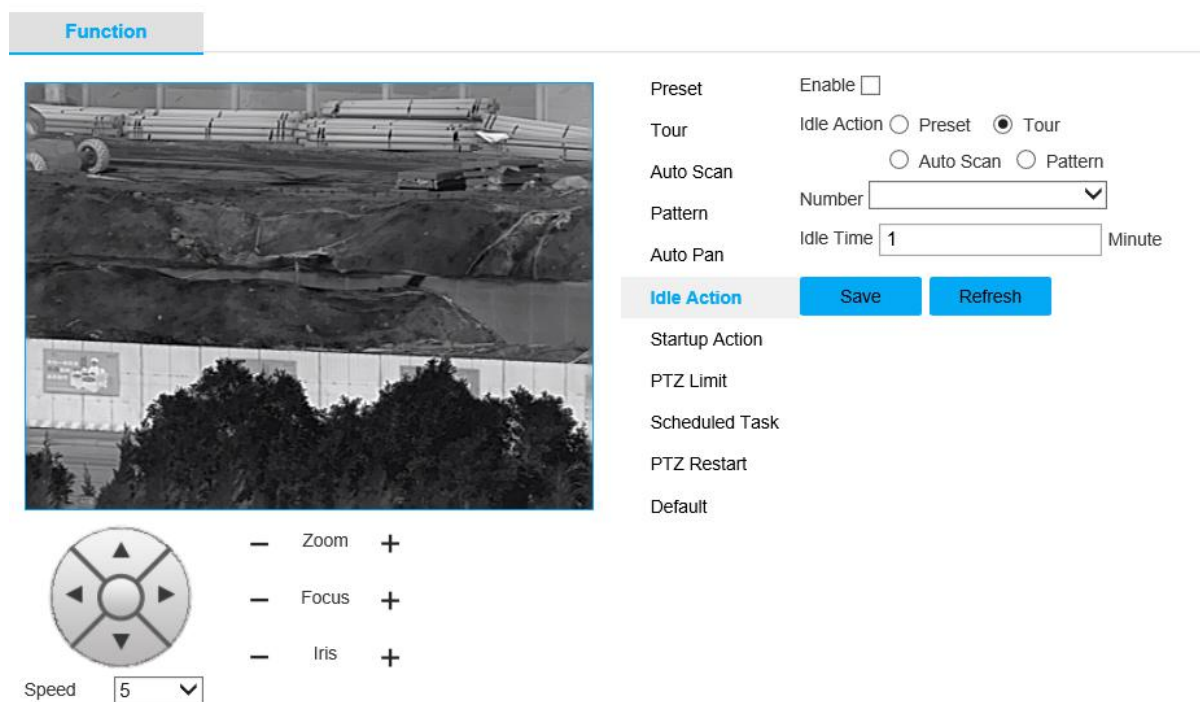 Function
Preset
Tour
Auto Scan
Pattern
Auto Pan
Idle Action
Startup Action
PTZ Limit
Scheduled Task
PTZ Restart
Default
Enable
Idle Action Preset Tour
Auto Scan Pattern
Number
Idle Time 1 Minute
Save Refresh
Zoom
Focus
Iris
Speed 5